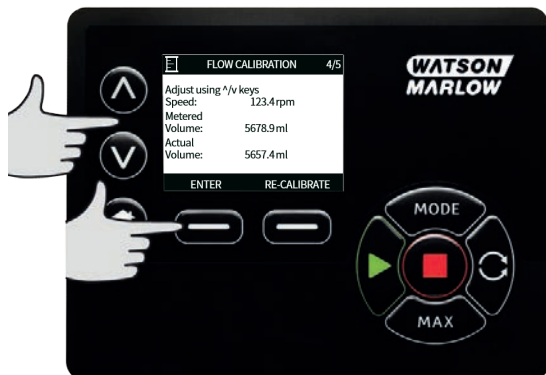 FLOW CALIBRATION 4/5
Adjust using ^/v keys
Speed: 123.4 rpm
Metered
Volume: 5678.9 ml
Actual
Volume: 5657.4 ml
ENTER RE-CALIBRATE
WATSON
MARLOW
MODE
MAX